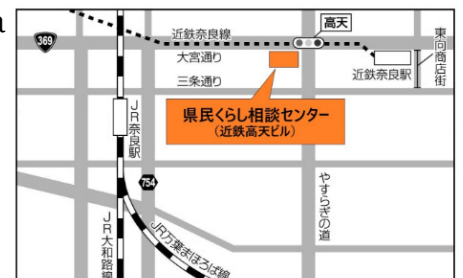 a
高天
369
近鉄奈良線
大宮通り
近鉄奈良駅
東向商店街
三条通り
県民くらし相談センター
(近鉄高天ビル)
JR奈良駅
754
やすらぎの道
JR大和路線
JR万葉まほろば線